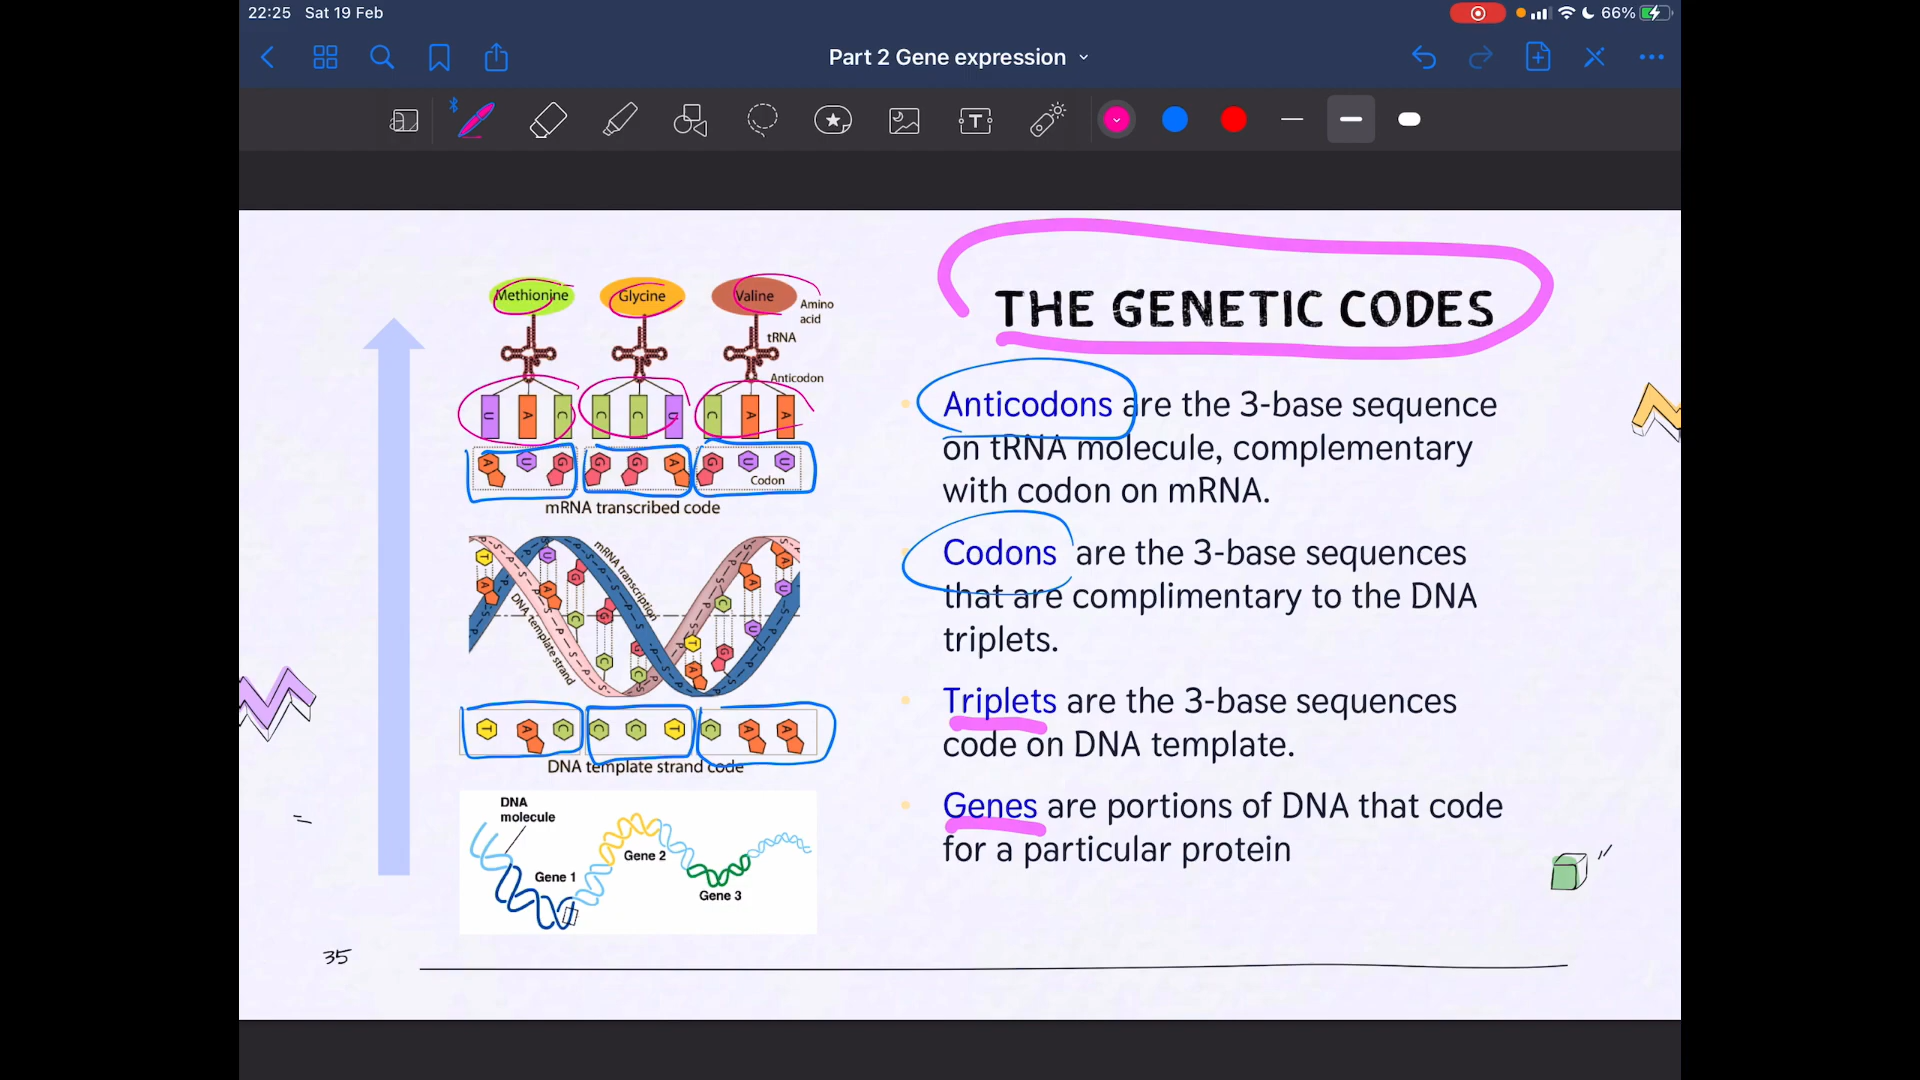 22:25 Sat 19 Feb
66%
Part 2 Gene expression
T
Methionine Glycine Valine
Amino
acid
tRNA
Anticodon
U A C C C U C A A
A U G G G A G U U
Codon
mRNA transcribed code
mRNA transcription
DNA template strand
T A C C C T C A A
DNA template strand code
DNA
molecule
Gene 1
Gene 2
Gene 3
35
THE GENETIC CODES
Anticodons are the 3-base sequence
on tRNA molecule, complementary
with codon on mRNA.
Codons are the 3-base sequences
that are complimentary to the DNA
triplets.
Triplets are the 3-base sequences
code on DNA template.
Genes are portions of DNA that code
for a particular protein